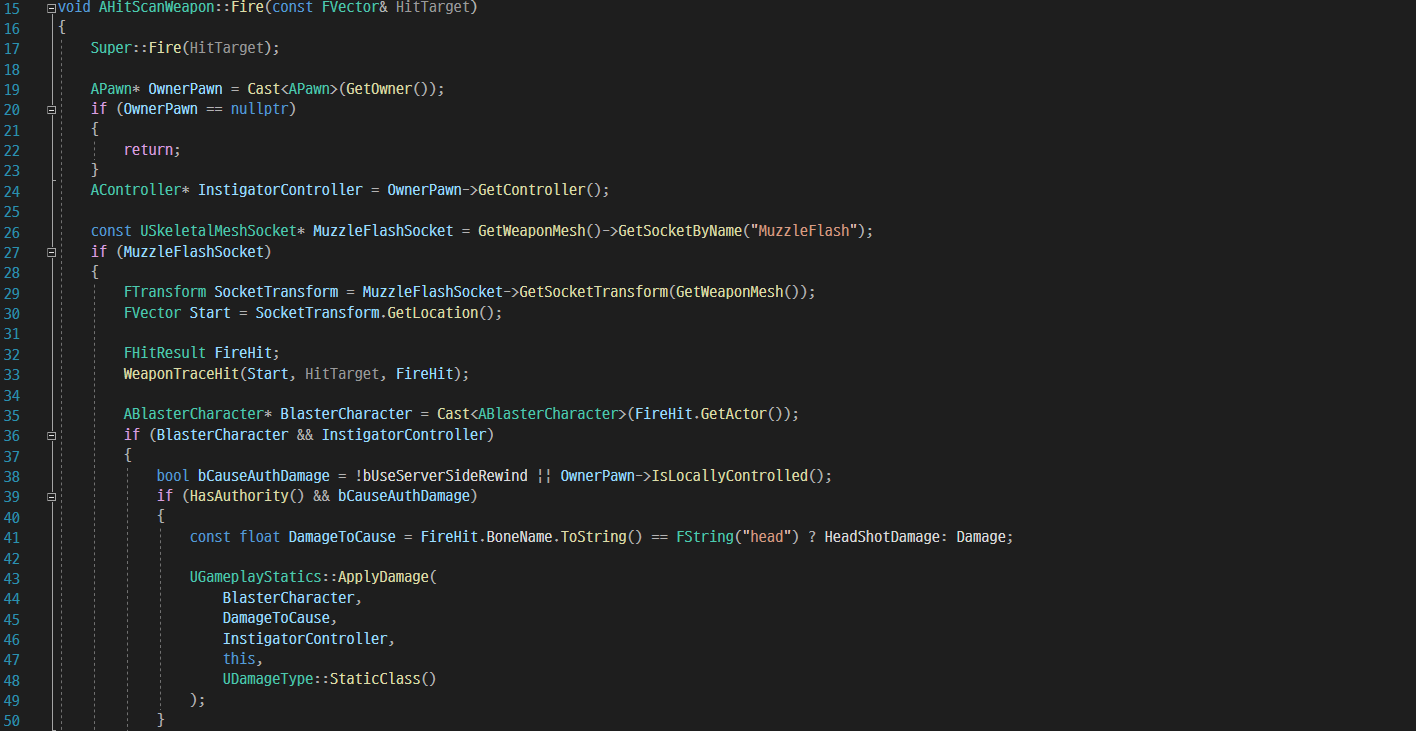 15 void AHitScanWeapon::Fire(const FVector& HitTarget)
16 {
17 Super::Fire(HitTarget);
18
19 APawn* OwnerPawn = Cast<APawn>(GetOwner());
20 if (OwnerPawn == nullptr)
21 {
22 return;
23 }
24 AController* InstigatorController = OwnerPawn->GetController();
25
26 const USkeletalMeshSocket* MuzzleFlashSocket = GetWeaponMesh()->GetSocketByName("MuzzleFlash");
27 if (MuzzleFlashSocket)
28 {
29 FTransform SocketTransform = MuzzleFlashSocket->GetSocketTransform(GetWeaponMesh());
30 FVector Start = SocketTransform.GetLocation();
31
32 FHitResult FireHit;
33 WeaponTraceHit(Start, HitTarget, FireHit);
34
35 ABlasterCharacter* BlasterCharacter = Cast<ABlasterCharacter>(FireHit.GetActor());
36 if (BlasterCharacter && InstigatorController)
37 {
38 bool bCauseAuthDamage = !bUseServerSideRewind || OwnerPawn->IsLocallyControlled();
39 if (HasAuthority() && bCauseAuthDamage)
40 {
41 const float DamageToCause = FireHit.BoneName.ToString() == FString("head") ? HeadShotDamage: Damage;
42
43 UGameplayStatics::ApplyDamage(
44 BlasterCharacter,
45 DamageToCause,
46 InstigatorController,
47 this,
48 UDamageType::StaticClass()
49 );
50 }